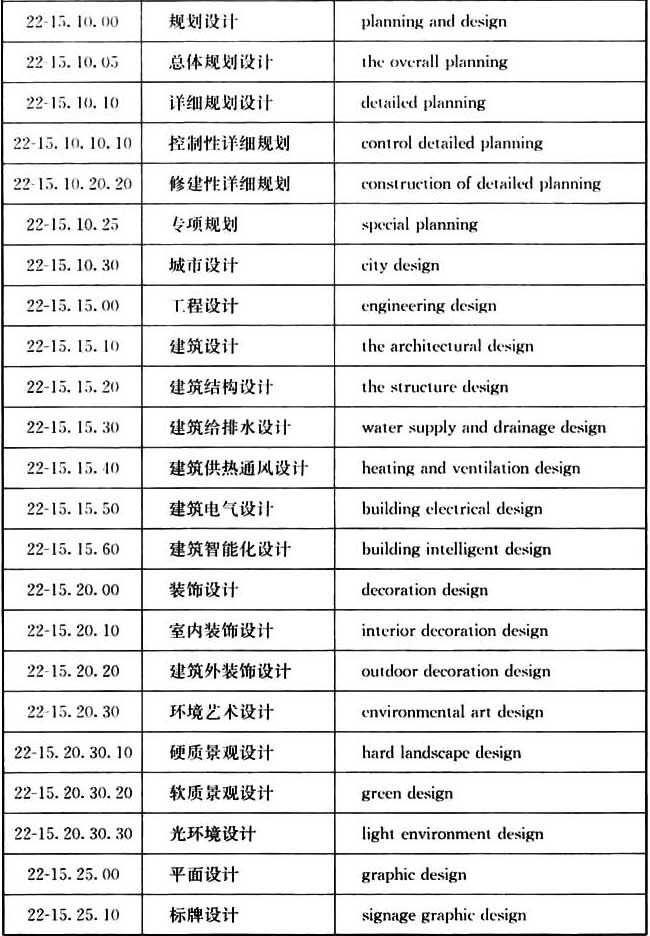 22-15.10.00 规划设计 planning and design
22-15.10.05 总体规划设计 the overall planning
22-15.10.10 详细规划设计 detailed planning
22-15.10.10.10 控制性详细规划 control detailed planning
22-15.10.20.20 修建性详细规划 construction of detailed planning
22-15.10.25 专项规划 special planning
22-15.10.30 城市设计 city design
22-15.15.00 工程设计 engineering design
22-15.15.10 建筑设计 the architectural design
22-15.15.20 建筑结构设计 the structure design
22-15.15.30 建筑给排水设计 water supply and drainage design
22-15.15.40 建筑供热通风设计 heating and ventilation design
22-15.15.50 建筑电气设计 building electrical design
22-15.15.60 建筑智能化设计 building intelligent design
22-15.20.00 装饰设计 decoration design
22-15.20.10 室内装饰设计 interior decoration design
22-15.20.20 建筑外装饰设计 outdoor decoration design
22-15.20.30 环境艺术设计 environmental art design
22-15.20.30.10 硬质景观设计 hard landscape design
22-15.20.30.20 软质景观设计 green design
22-15.20.30.30 光环境设计 light environment design
22-15.25.00 平面设计 graphic design
22-15.25.10 标牌设计 signage graphic design